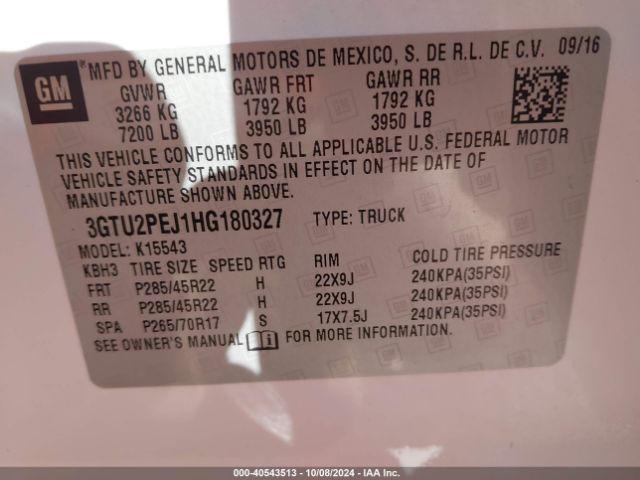 GM
MFD BY GENERAL MOTORS DE MEXICO, S. DE R.L. DE C.V. 09/16
GVWR GAWR FRT GAWR RR
3266 KG 1792 KG 1792 KG
7200 LB 3950 LB 3950 LB
THIS VEHICLE CONFORMS TO ALL APPLICABLE U.S. FEDERAL MOTOR
VEHICLE SAFETY STANDARDS IN EFFECT ON THE DATE OF
MANUFACTURE SHOWN ABOVE.
3GTU2PEJ1HG180327 TYPE: TRUCK
MODEL: K15543
KBH3 TIRE SIZE SPEED RTG RIM COLD TIRE PRESSURE
FRT P285/45R22 H 22X9J 240KPA(35PSI)
RR P285/45R22 H 22X9J 240KPA(35PSI)
SPA P265/70R17 S 17X7.5J 240KPA(35PSI)
SEE OWNER'S MANUAL FOR MORE INFORMATION
000-40543513 - 10/08/2024 - IAA Inc.